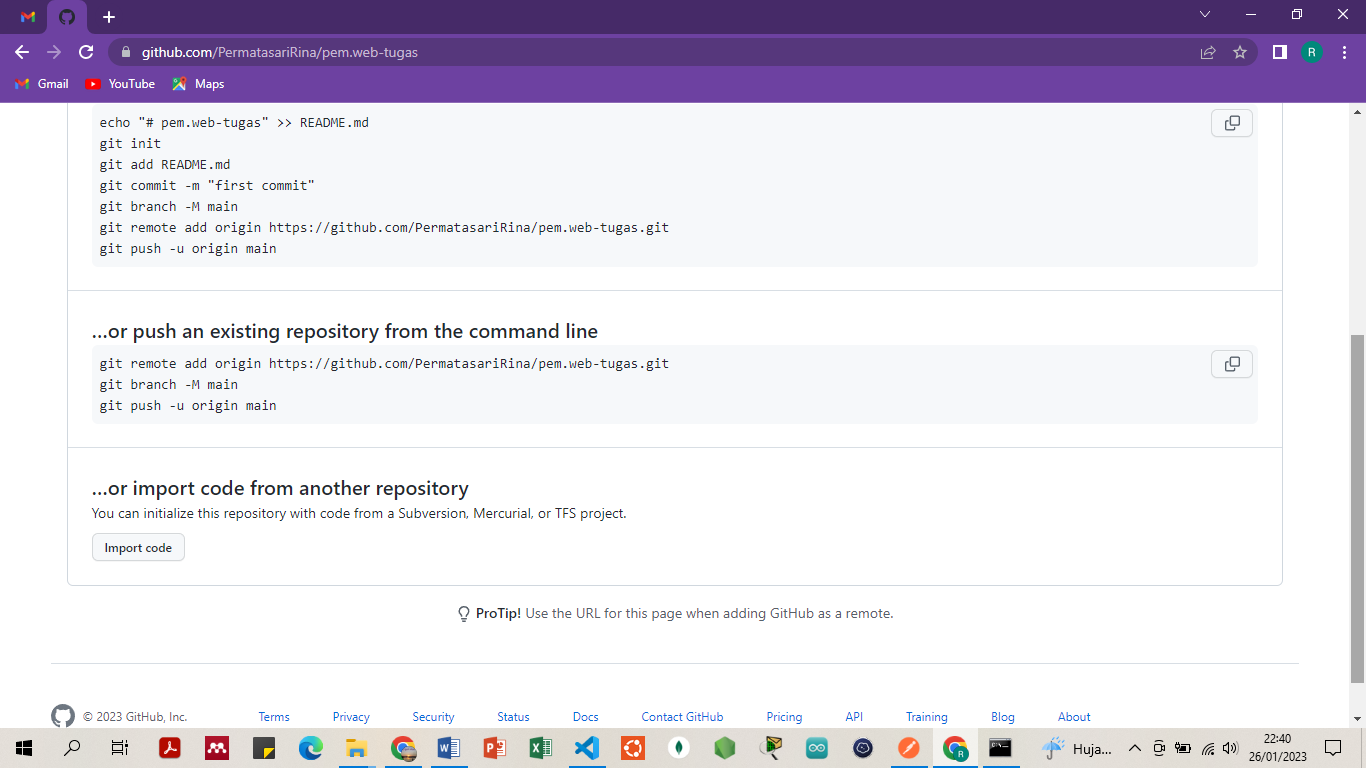 github.com/PermatasariRina/pem.web-tugas
R
Gmail
YouTube
Maps
echo "# pem.web-tugas" >> README.md
git init
git add README.md
git commit -m "first commit"
git branch -M main
git remote add origin https://github.com/PermatasariRina/pem.web-tugas.git
git push -u origin main
...or push an existing repository from the command line
git remote add origin https://github.com/PermatasariRina/pem.web-tugas.git
git branch -M main
git push -u origin main
...or import code from another repository
You can initialize this repository with code from a Subversion, Mercurial, or TFS project.
Import code
ProTip! Use the URL for this page when adding GitHub as a remote.
© 2023 GitHub, Inc.
Terms
Privacy
Security
Status
Docs
Contact GitHub
Pricing
API
Training
Blog
About
Huja...
22:40
26/01/2023